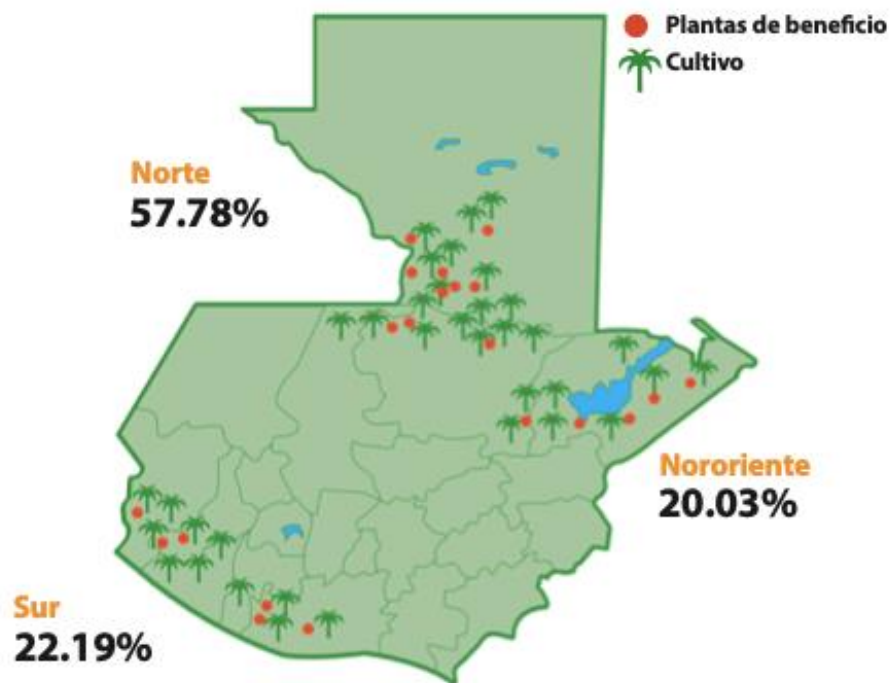 Plantas de beneficio
Cultivo
Norte
57.78%
Nororiente
20.03%
Sur
22.19%